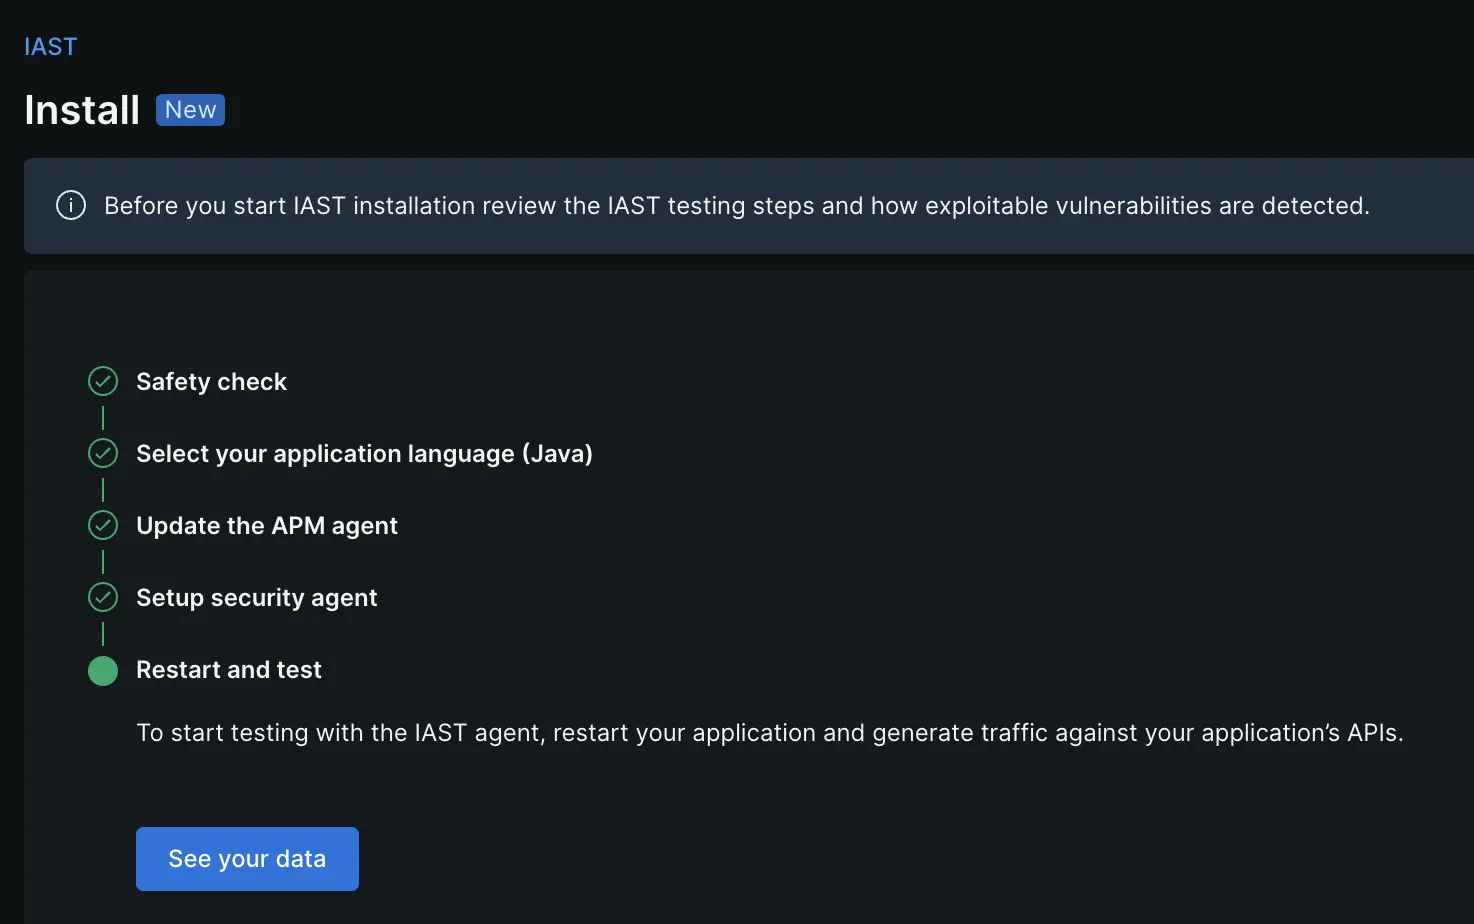 IAST
Install New
Before you start IAST installation review the IAST testing steps and how exploitable vulnerabilities are detected.
Safety check
Select your application language (Java)
Update the APM agent
Setup security agent
Restart and test
To start testing with the IAST agent, restart your application and generate traffic against your application’s APIs.
See your data